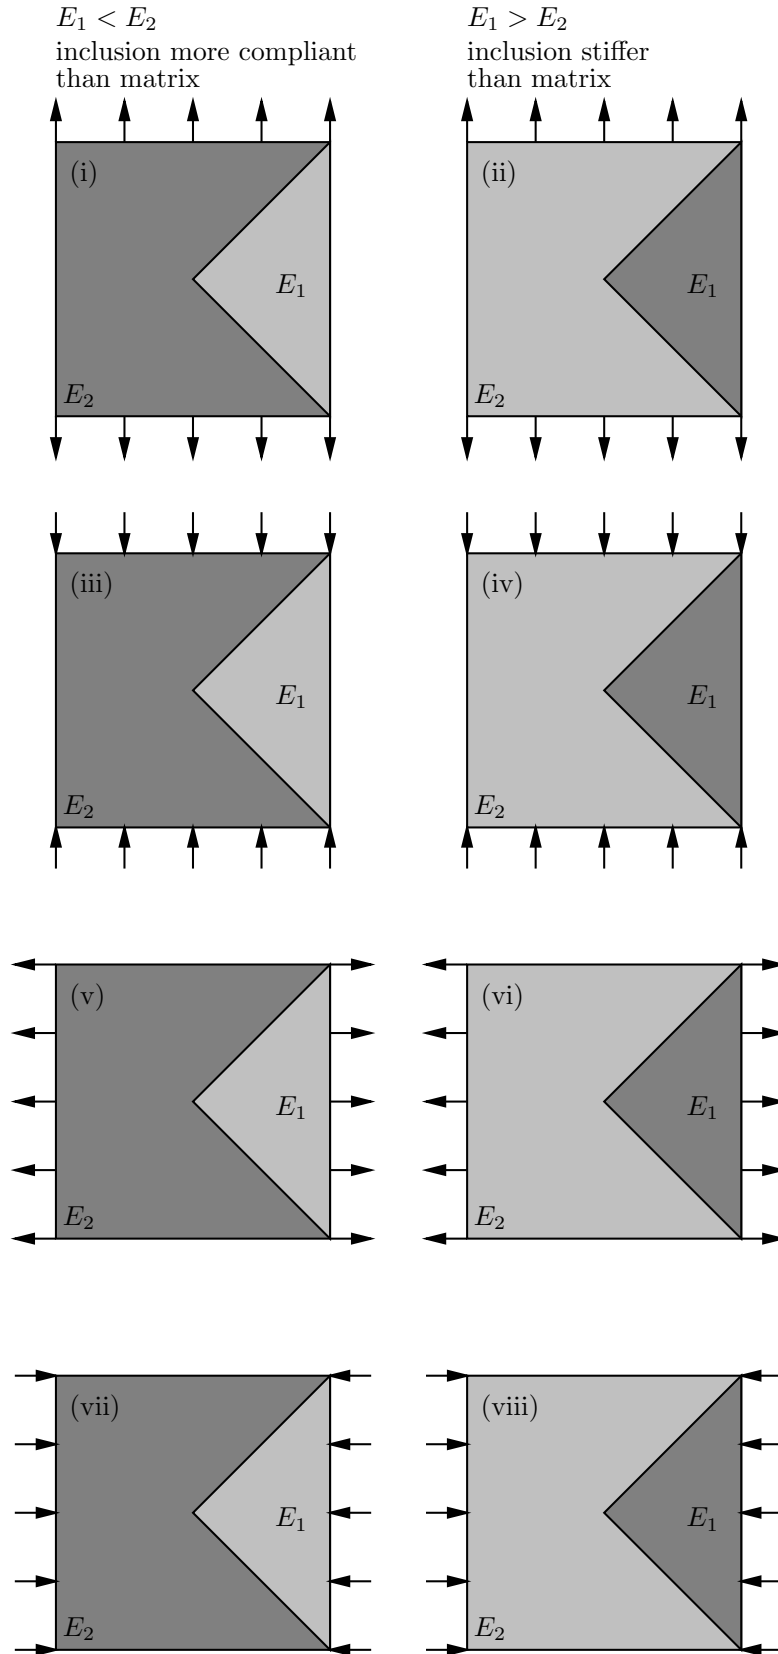 E₁ < E₂
inclusion more compliant
than matrix
E₁ > E₂
inclusion stiffer
than matrix
(i)
E₁
E₂
(ii)
E₁
E₂
(iii)
E₁
E₂
(iv)
E₁
E₂
(v)
E₁
E₂
(vi)
E₁
E₂
(vii)
E₁
E₂
(viii)
E₁
E₂